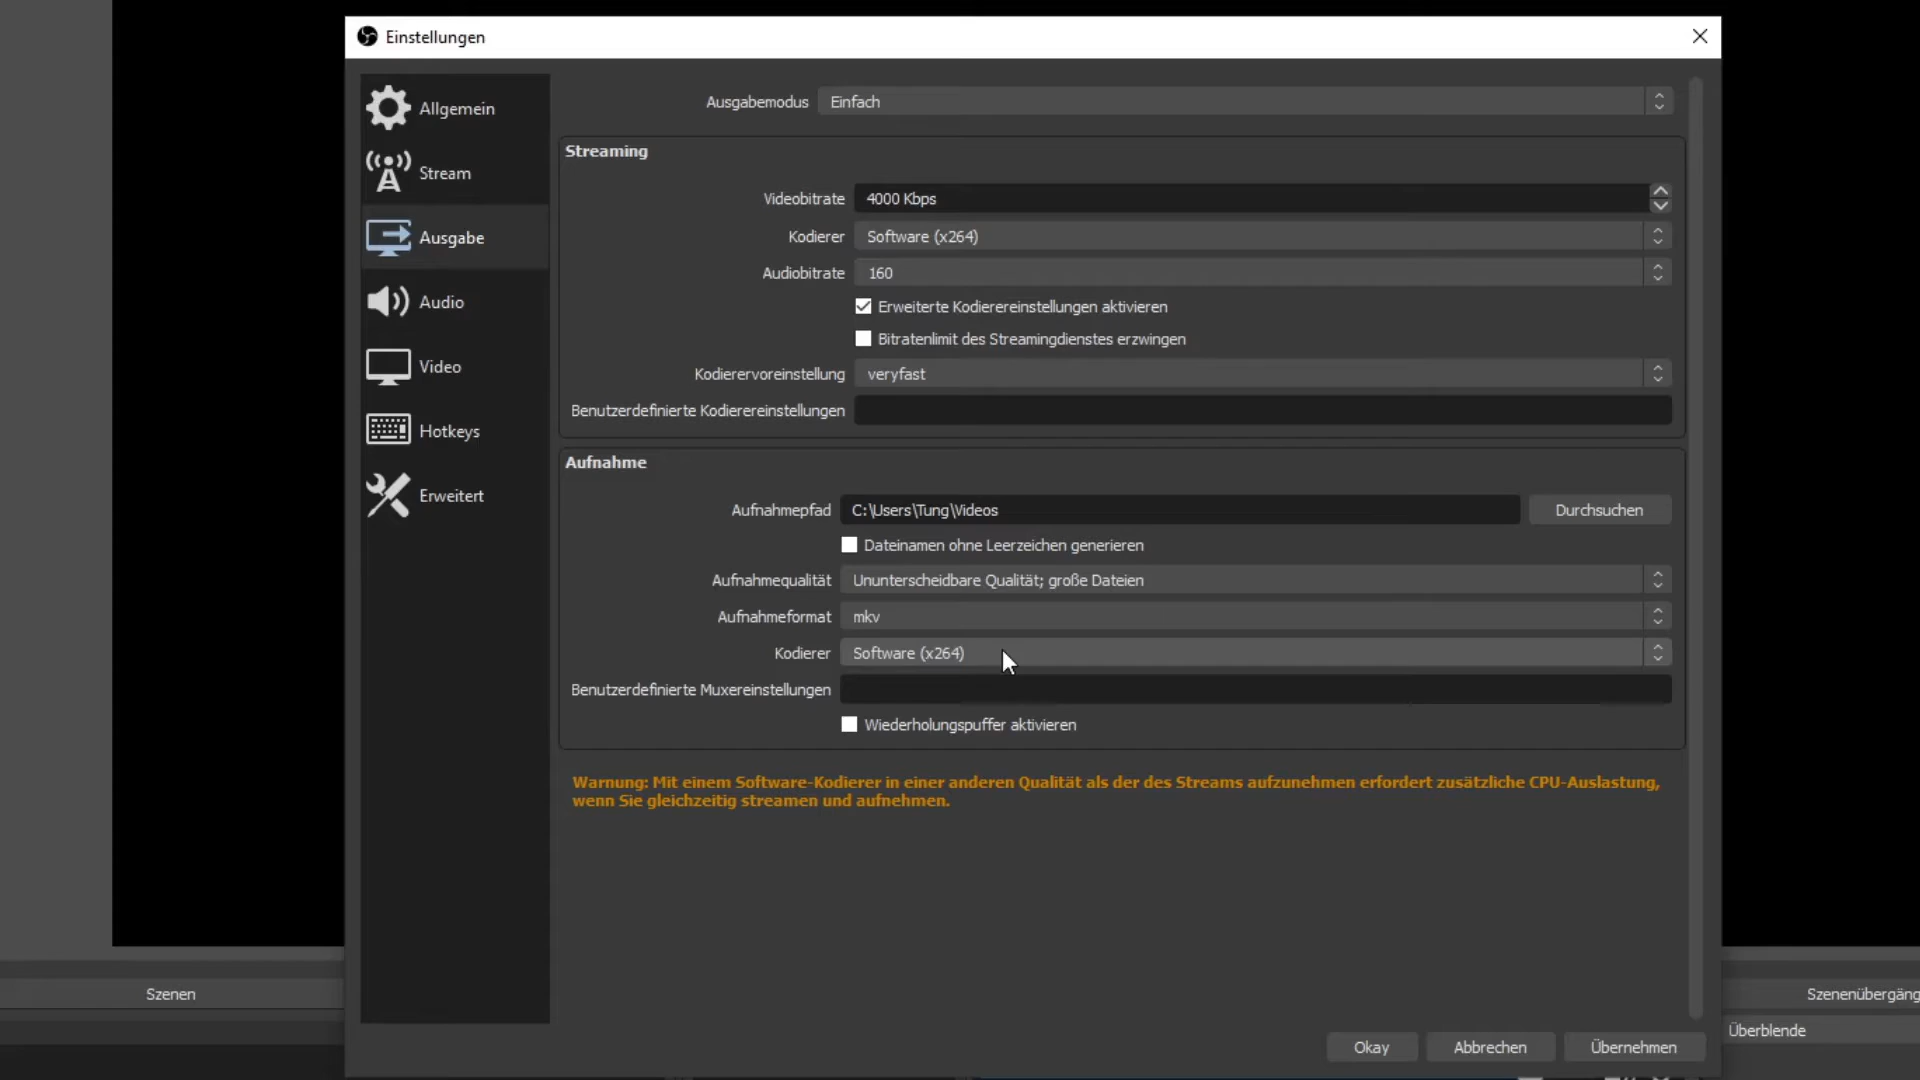 Einstellungen
Allgemein
Stream
Ausgabe
Audio
Video
Hotkeys
Erweitert
Ausgabemodus Einfach
Streaming
Videobitrate 4000 Kbps
Kodierer Software (x264)
Audiobitrate 160
Erweiterte Kodierereinstellungen aktivieren
Bitratenlimit des Streamingdienstes erzwingen
Kodierervoreinstellung veryfast
Benutzerdefinierte Kodierereinstellungen
Aufnahme
Aufnahmepfad C:\Users\Tung\Videos Durchsuchen
Dateinamen ohne Leerzeichen generieren
Aufnahmequalität Ununterscheidbare Qualität; große Dateien
Aufnahmeformat mkv
Kodierer Software (x264)
Benutzerdefinierte Muxereinstellungen
Wiederholungspuffer aktivieren
Warnung: Mit einem Software-Kodierer in einer anderen Qualität als der des Streams aufzunehmen erfordert zusätzliche CPU-Auslastung,
wenn Sie gleichzeitig streamen und aufnehmen.
Szenen
Szenenübergäng
Überblende
Okay Abbrechen Übernehmen